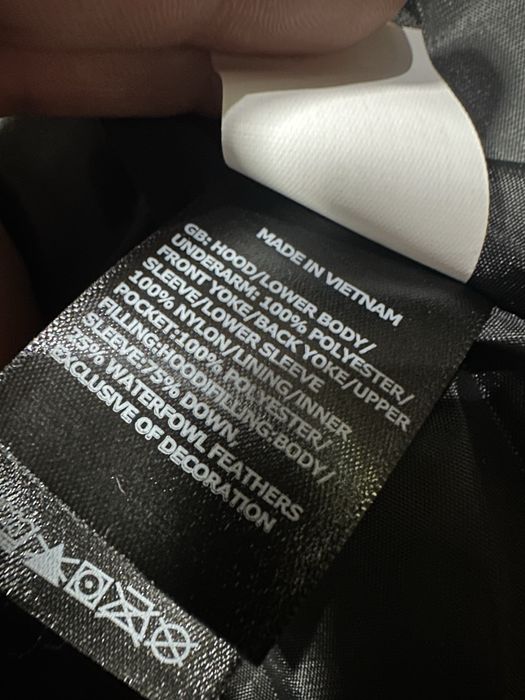 MADE IN VIETNAM
GB: HOOD/LOWER BODY/
UNDERARM: 100% POLYESTER/
FRONT YOKE/BACK YOKE/UPPER
SLEEVE/LOWER SLEEVE
100% NYLON/LINING/INNER
POCKET:100% POLYESTER/
FILLING:HOOD/FILLING:BODY/
SLEEVE:75% DOWN,
25% WATERFOWL FEATHERS
EXCLUSIVE OF DECORATION